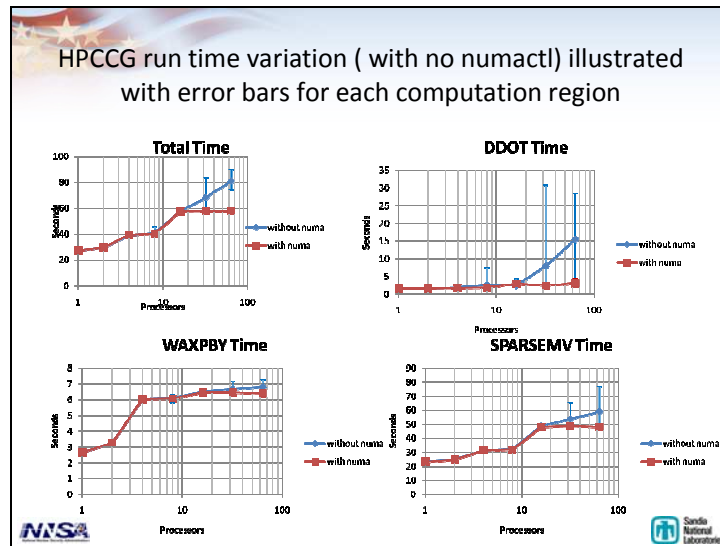 HPCCG run time variation ( with no numactl) illustrated
with error bars for each computation region
Total Time
100
80
60
40
20
0
Seconds
1
10
100
Processors
without numa
with numa
DDOT Time
35
30
25
20
15
10
5
0
Seconds
1
10
100
Processors
without numa
with numa
WAXPBY Time
8
7
6
5
4
3
2
1
0
Seconds
1
10
100
Processors
without numa
with numa
SPARSEMV Time
90
80
70
60
50
40
30
20
10
0
Seconds
1
10
100
Processors
without numa
with numa
NNSA
National Nuclear Security Administration
Sandia
National
Laboratories